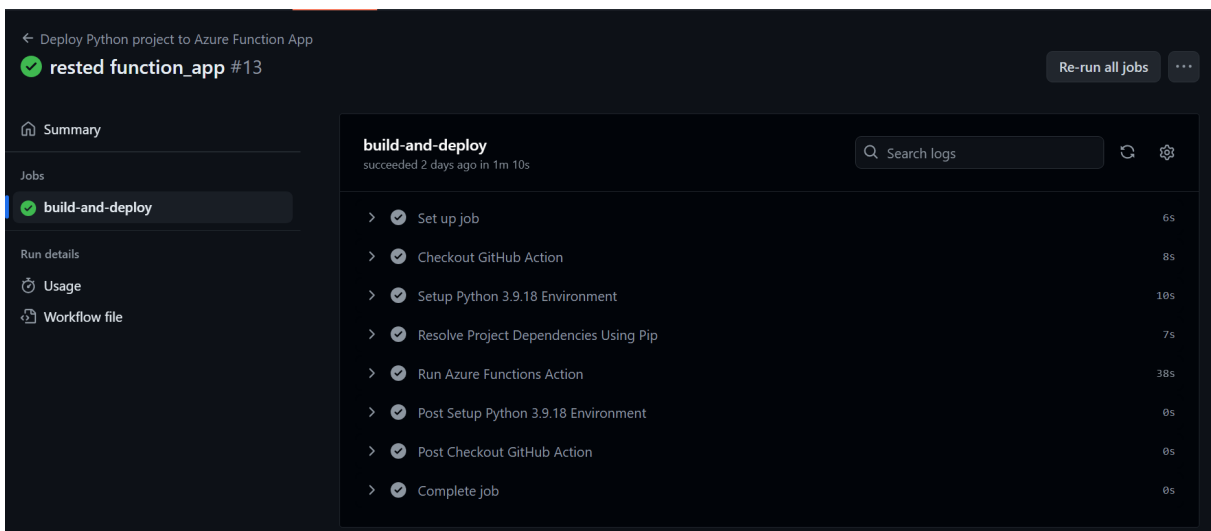 Deploy Python project to Azure Function App
rested function_app #13
Re-run all jobs
Summary
Jobs
build-and-deploy
Run details
Usage
Workflow file
build-and-deploy
succeeded 2 days ago in 1m 10s
Search logs
Set up job 6s
Checkout GitHub Action 8s
Setup Python 3.9.18 Environment 10s
Resolve Project Dependencies Using Pip 7s
Run Azure Functions Action 38s
Post Setup Python 3.9.18 Environment 0s
Post Checkout GitHub Action 0s
Complete job 0s